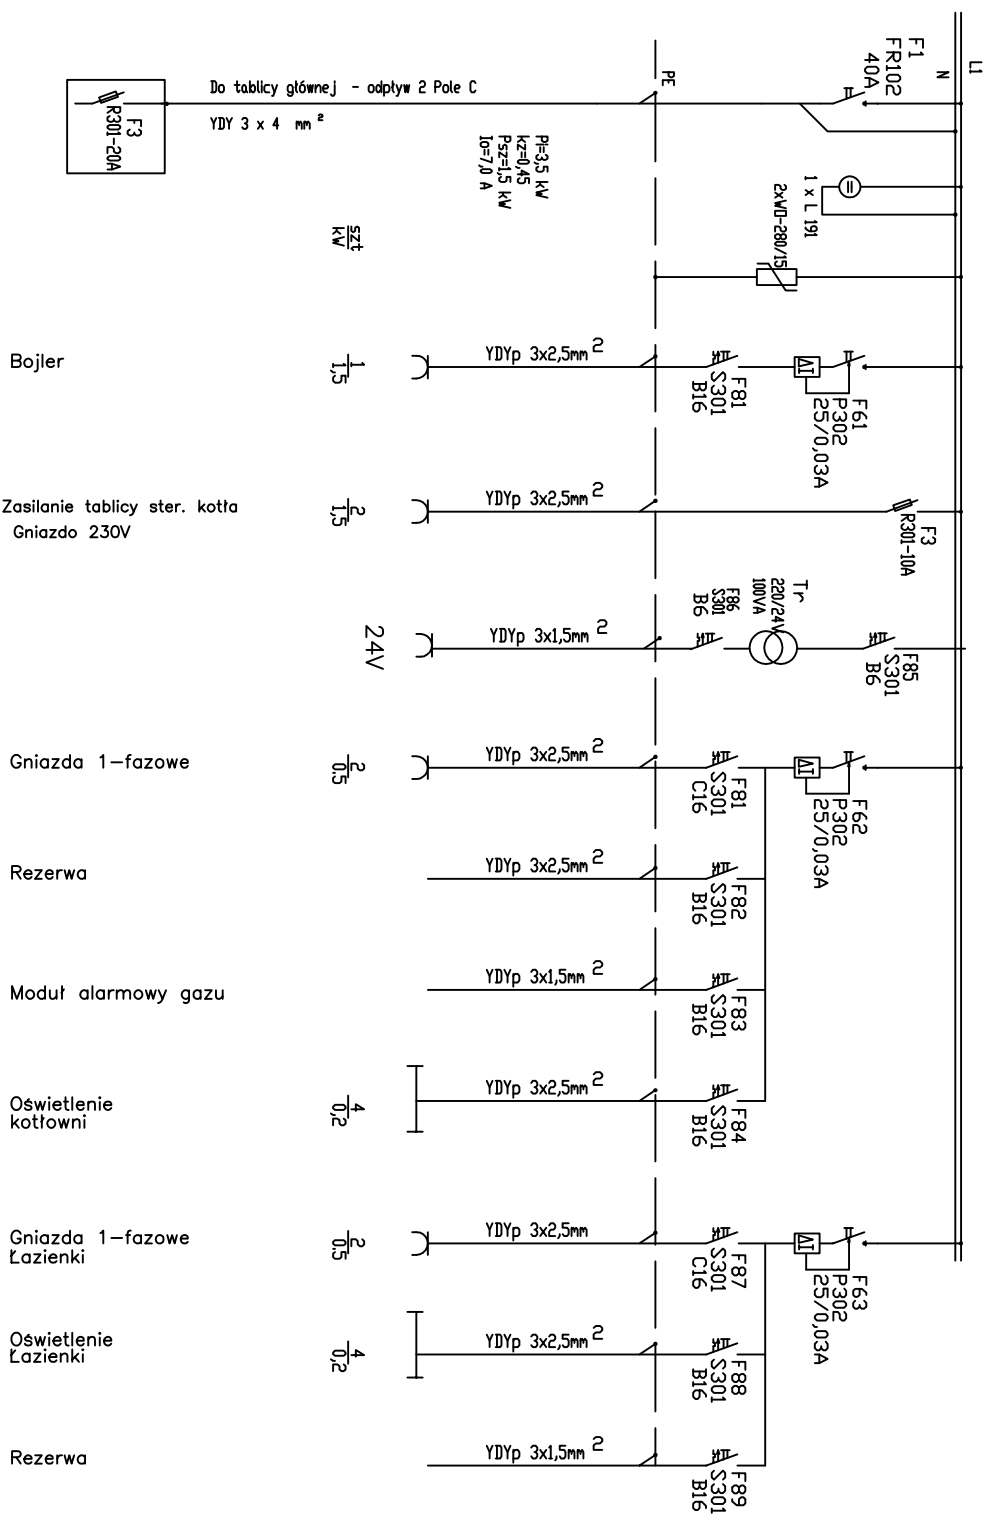 L1
N
PE
F1
FR102
40A
Do tablicy głównej - odpływ 2 Pole C
YDY 3 x 4 mm²
F3
R301-20A
Pi=3,5 kW
kz=0,45
Psz=1,5 kW
Io=7,0 A
1 x L 191
2xWD-280/15
szt
kW
Bojler
1
1,5
YDYp 3x2,5mm²
F81
S301
B16
F61
P302
25/0,03A
Zasilanie tablicy ster. kotła
Gniazdo 230V
2
1,5
YDYp 3x2,5mm²
F3
R301-10A
24V
YDYp 3x1,5mm²
F86
S301
B6
Tr
220/24V
100VA
F85
S301
B6
Gniazda 1-fazowe
2
0,5
YDYp 3x2,5mm²
F81
S301
C16
F62
P302
25/0,03A
Rezerwa
YDYp 3x2,5mm²
F82
S301
B16
Moduł alarmowy gazu
YDYp 3x1,5mm²
F83
S301
B16
Oświetlenie
kotłowni
4
0,2
YDYp 3x2,5mm²
F84
S301
B16
Gniazda 1-fazowe
Łazienki
2
0,5
YDYp 3x2,5mm
F87
S301
C16
F63
P302
25/0,03A
Oświetlenie
Łazienki
4
0,2
YDYp 3x2,5mm²
F88
S301
B16
Rezerwa
YDYp 3x1,5mm²
F89
S301
B16